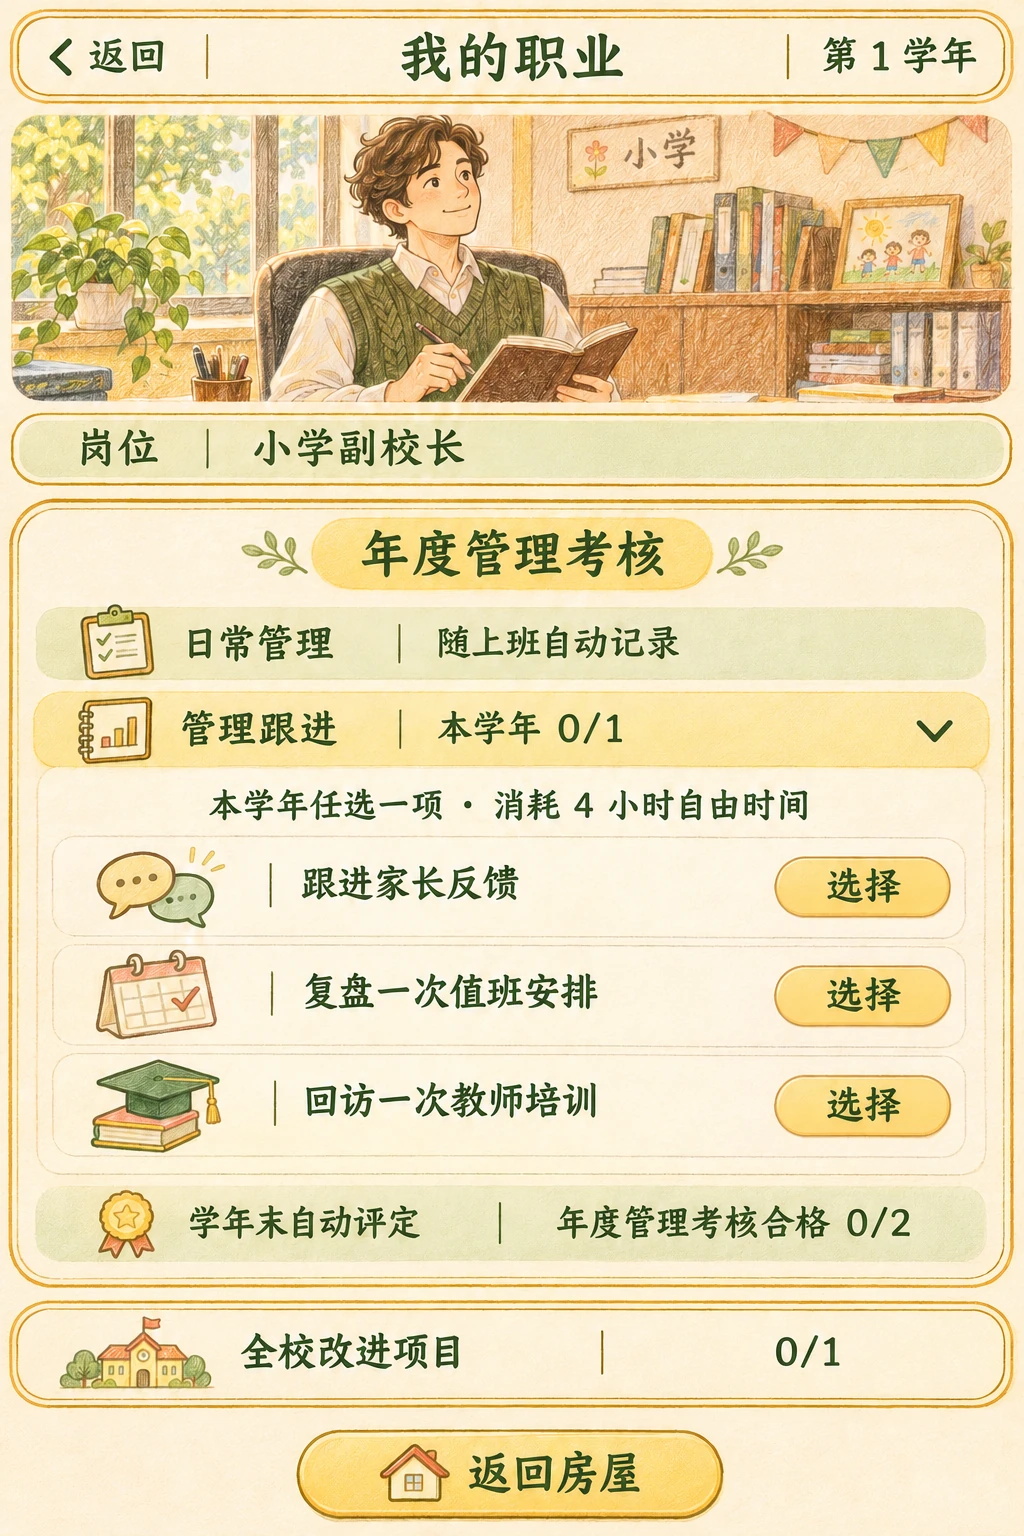 返回
我的职业
第 1 学年
小学
岗位
小学副校长
年度管理考核
日常管理
随上班自动记录
管理跟进
本学年 0/1
本学年任选一项 · 消耗 4 小时自由时间
跟进家长反馈
选择
复盘一次值班安排
选择
回访一次教师培训
选择
学年末自动评定
年度管理考核合格 0/2
全校改进项目
0/1
返回房屋